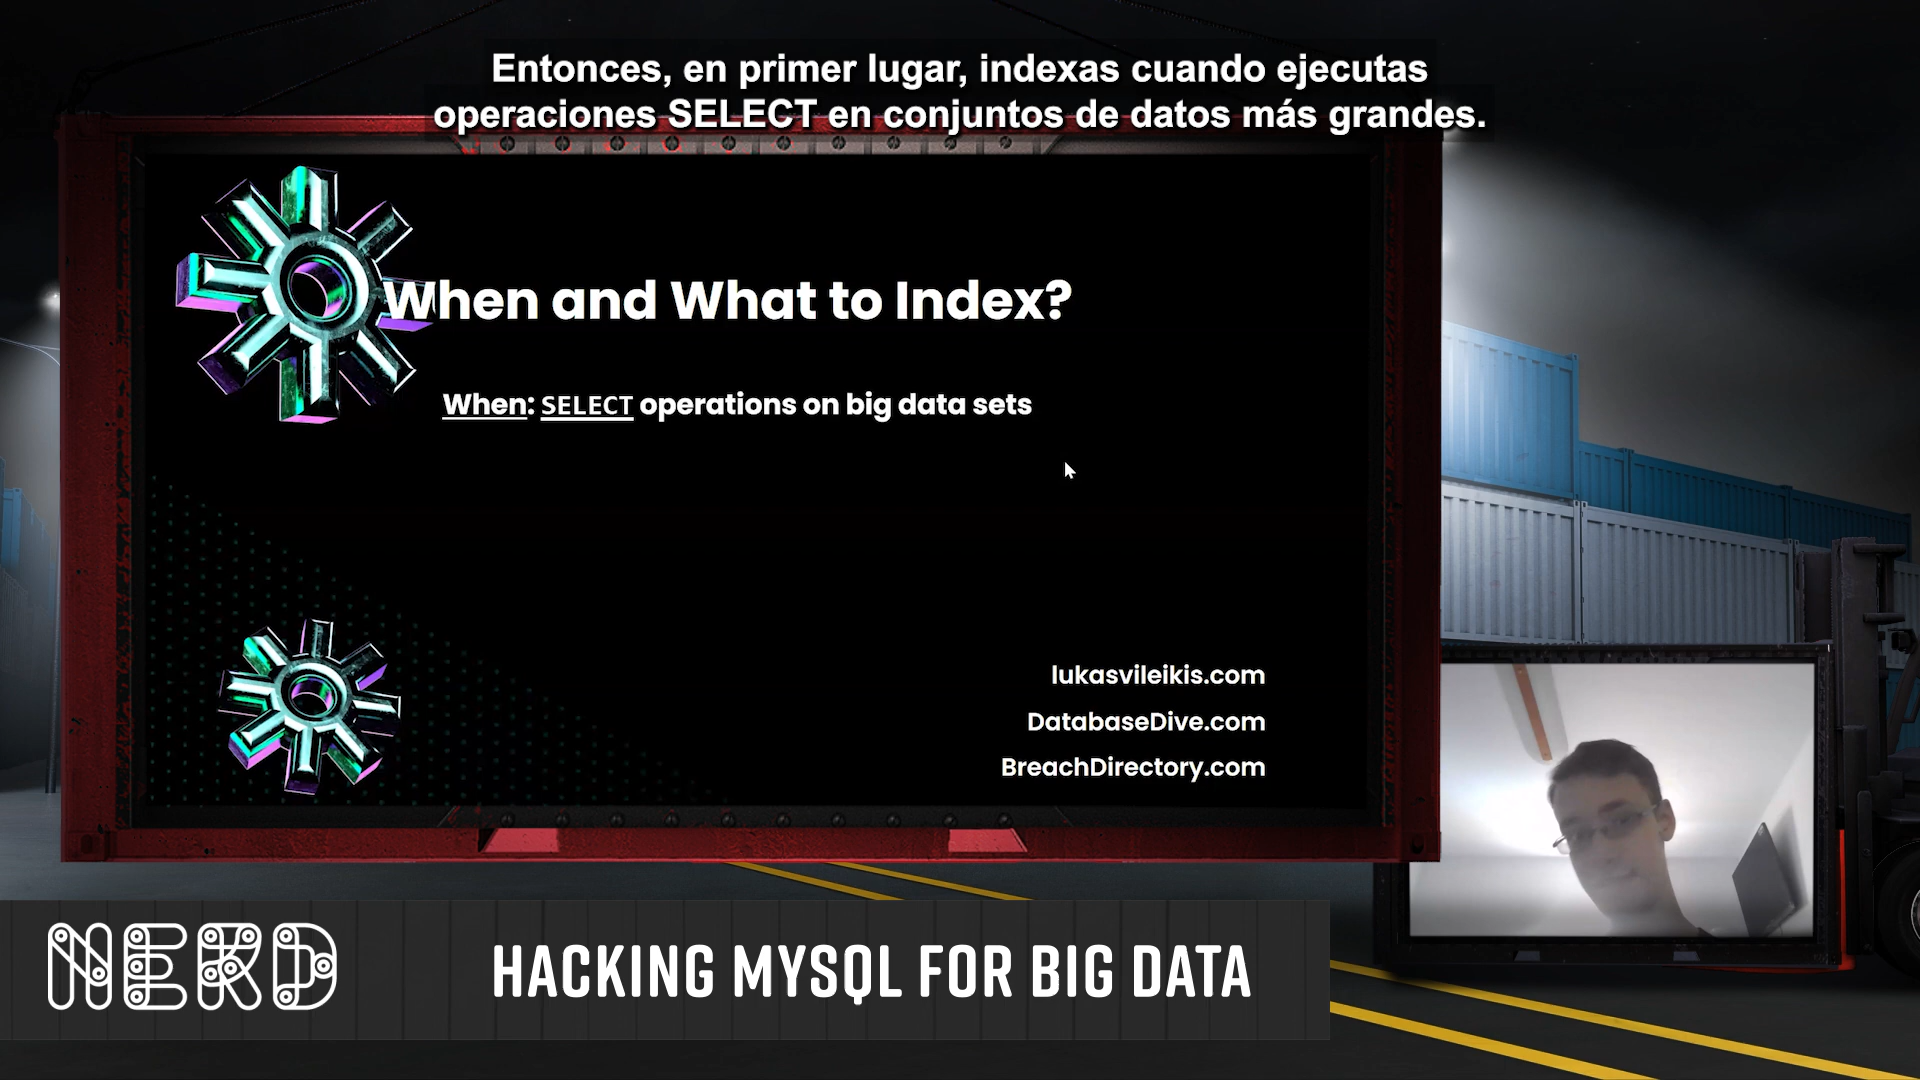 Entonces, en primer lugar, indexas cuando ejecutas
operaciones SELECT en conjuntos de datos más grandes.
When and What to Index?
When: SELECT operations on big data sets
lukasvileikis.com
DatabaseDive.com
BreachDirectory.com
NERD
HACKING MYSQL FOR BIG DATA